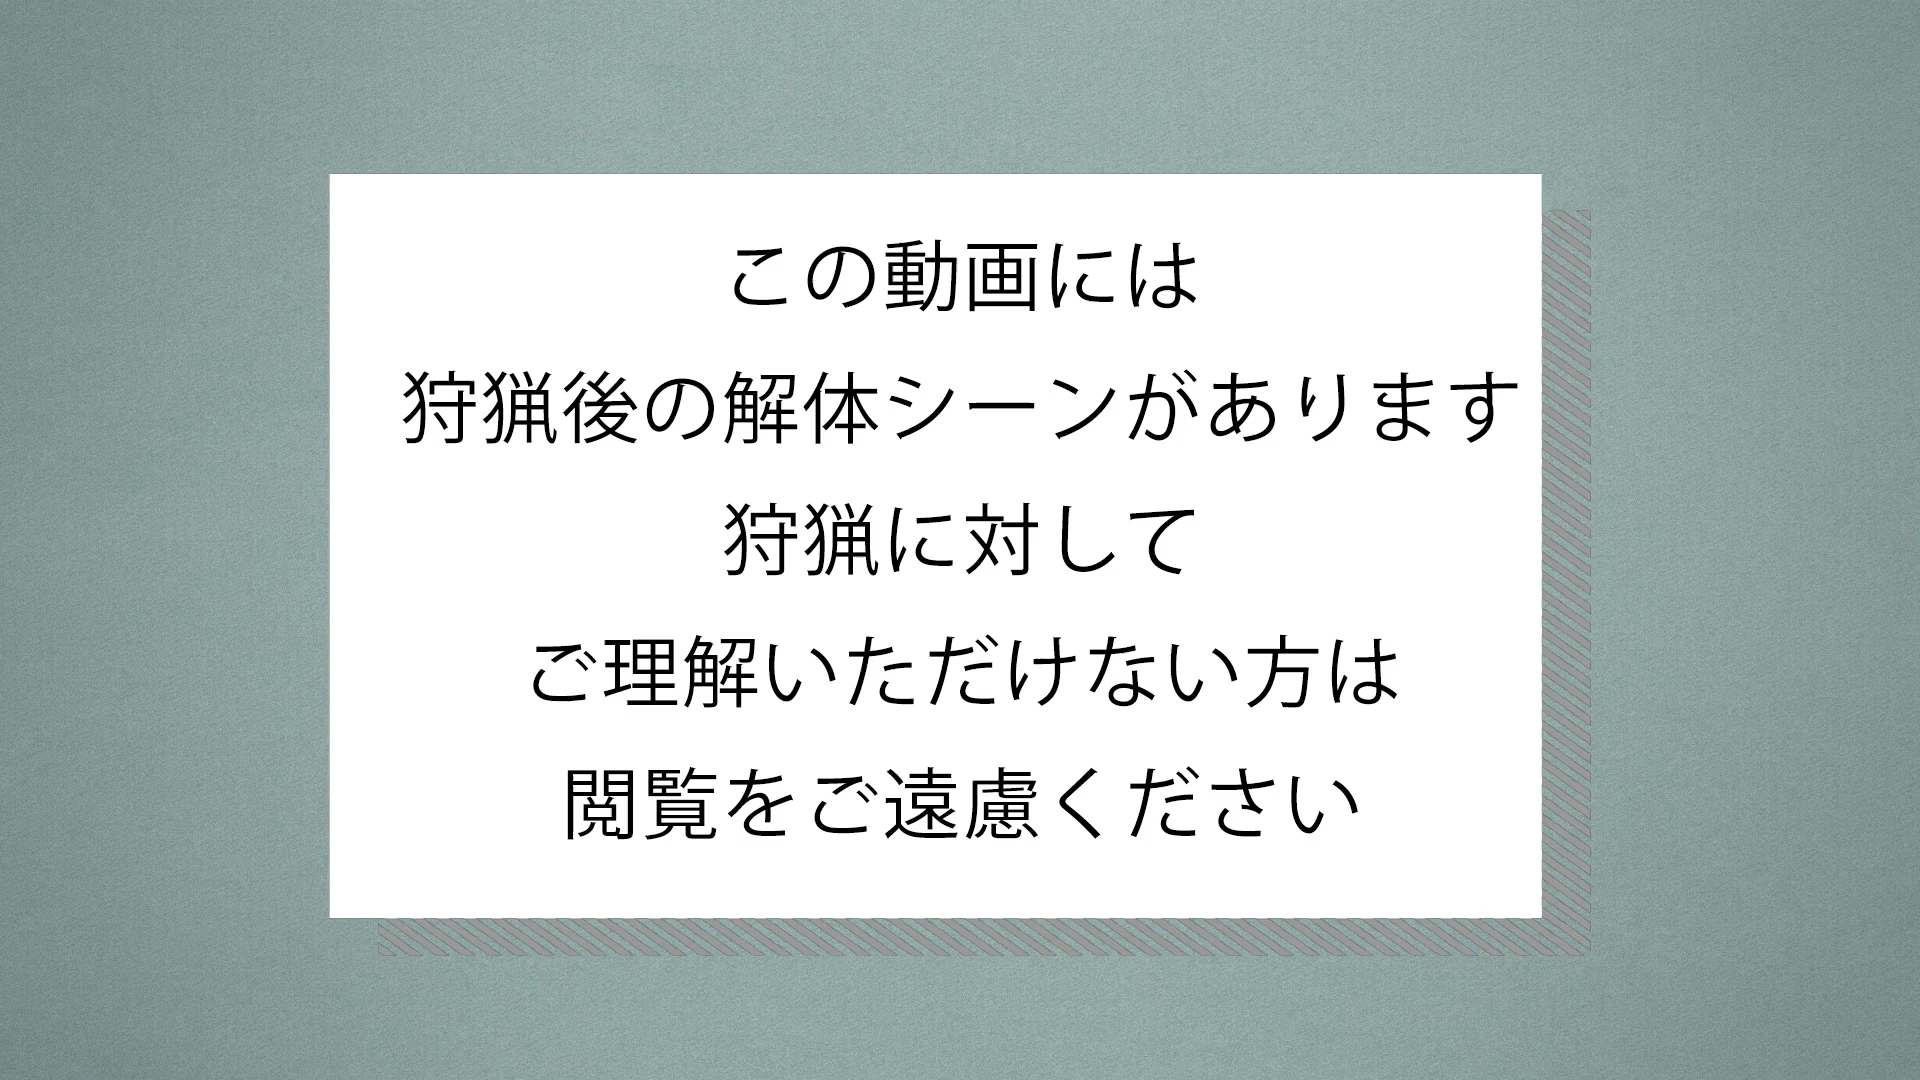 この動画には
狩猟後の解体シーンがあります
狩猟に対して
ご理解いただけない方は
閲覧をご遠慮ください